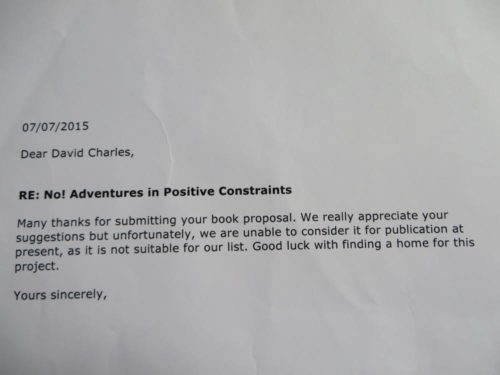 07/07/2015
Dear David Charles,
RE: No! Adventures in Positive Constraints
Many thanks for submitting your book proposal. We really appreciate your
suggestions but unfortunately, we are unable to consider it for publication at
present, as it is not suitable for our list. Good luck with finding a home for this
project.
Yours sincerely,